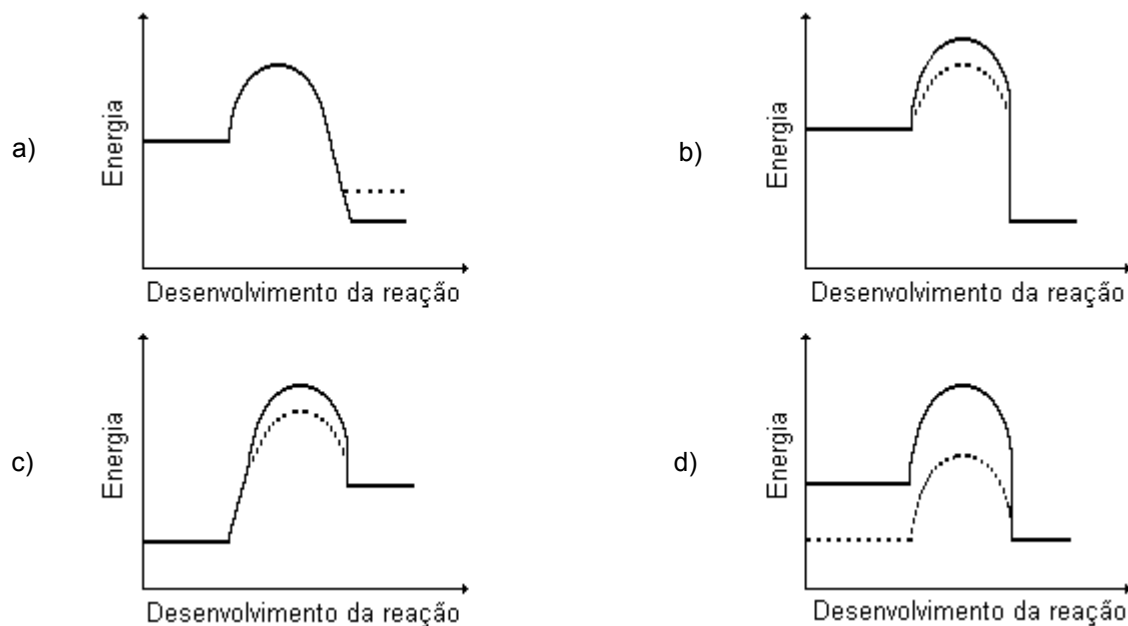 a)
Energia
Desenvolvimento da reação
b)
Energia
Desenvolvimento da reação
c)
Energia
Desenvolvimento da reação
d)
Energia
Desenvolvimento da reação